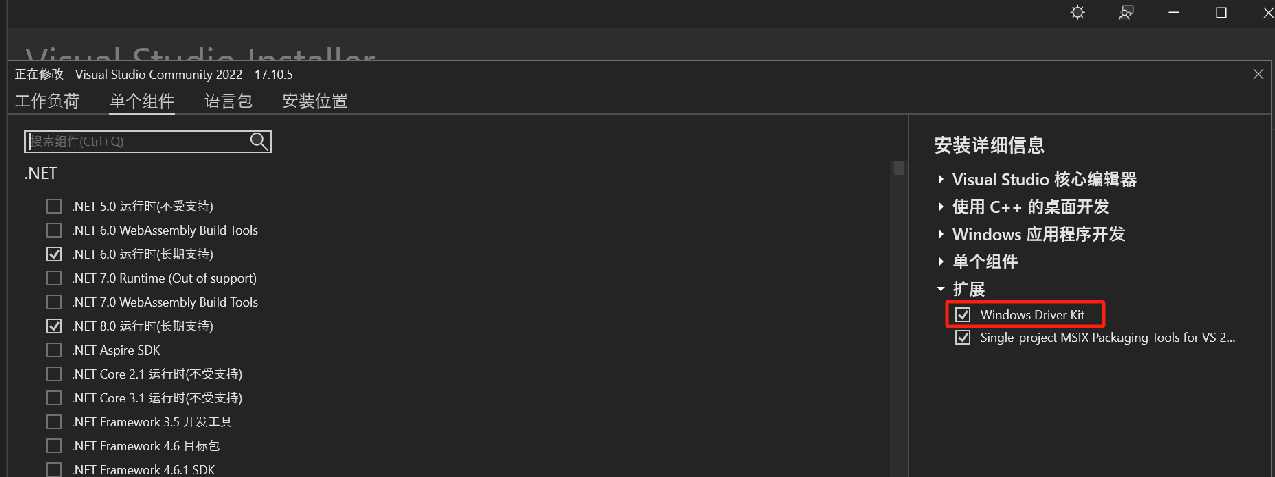 Visual Studio Installer
正在修改 Visual Studio Community 2022 17.10.5
工作负荷 单个组件 语言包 安装位置
搜索组件(Ctrl+Q)
.NET
.NET 5.0 运行时(不受支持)
.NET 6.0 WebAssembly Build Tools
.NET 6.0 运行时(长期支持)
.NET 7.0 Runtime (Out of support)
.NET 7.0 WebAssembly Build Tools
.NET 8.0 运行时(长期支持)
.NET Aspire SDK
.NET Core 2.1 运行时(不受支持)
.NET Core 3.1 运行时(不受支持)
.NET Framework 3.5 开发工具
.NET Framework 4.6 目标包
.NET Framework 4.6.1 SDK
安装详细信息
Visual Studio 核心编辑器
使用 C++ 的桌面开发
Windows 应用程序开发
单个组件
扩展
Windows Driver Kit
Single-project MSIX Packaging Tools for VS 2...